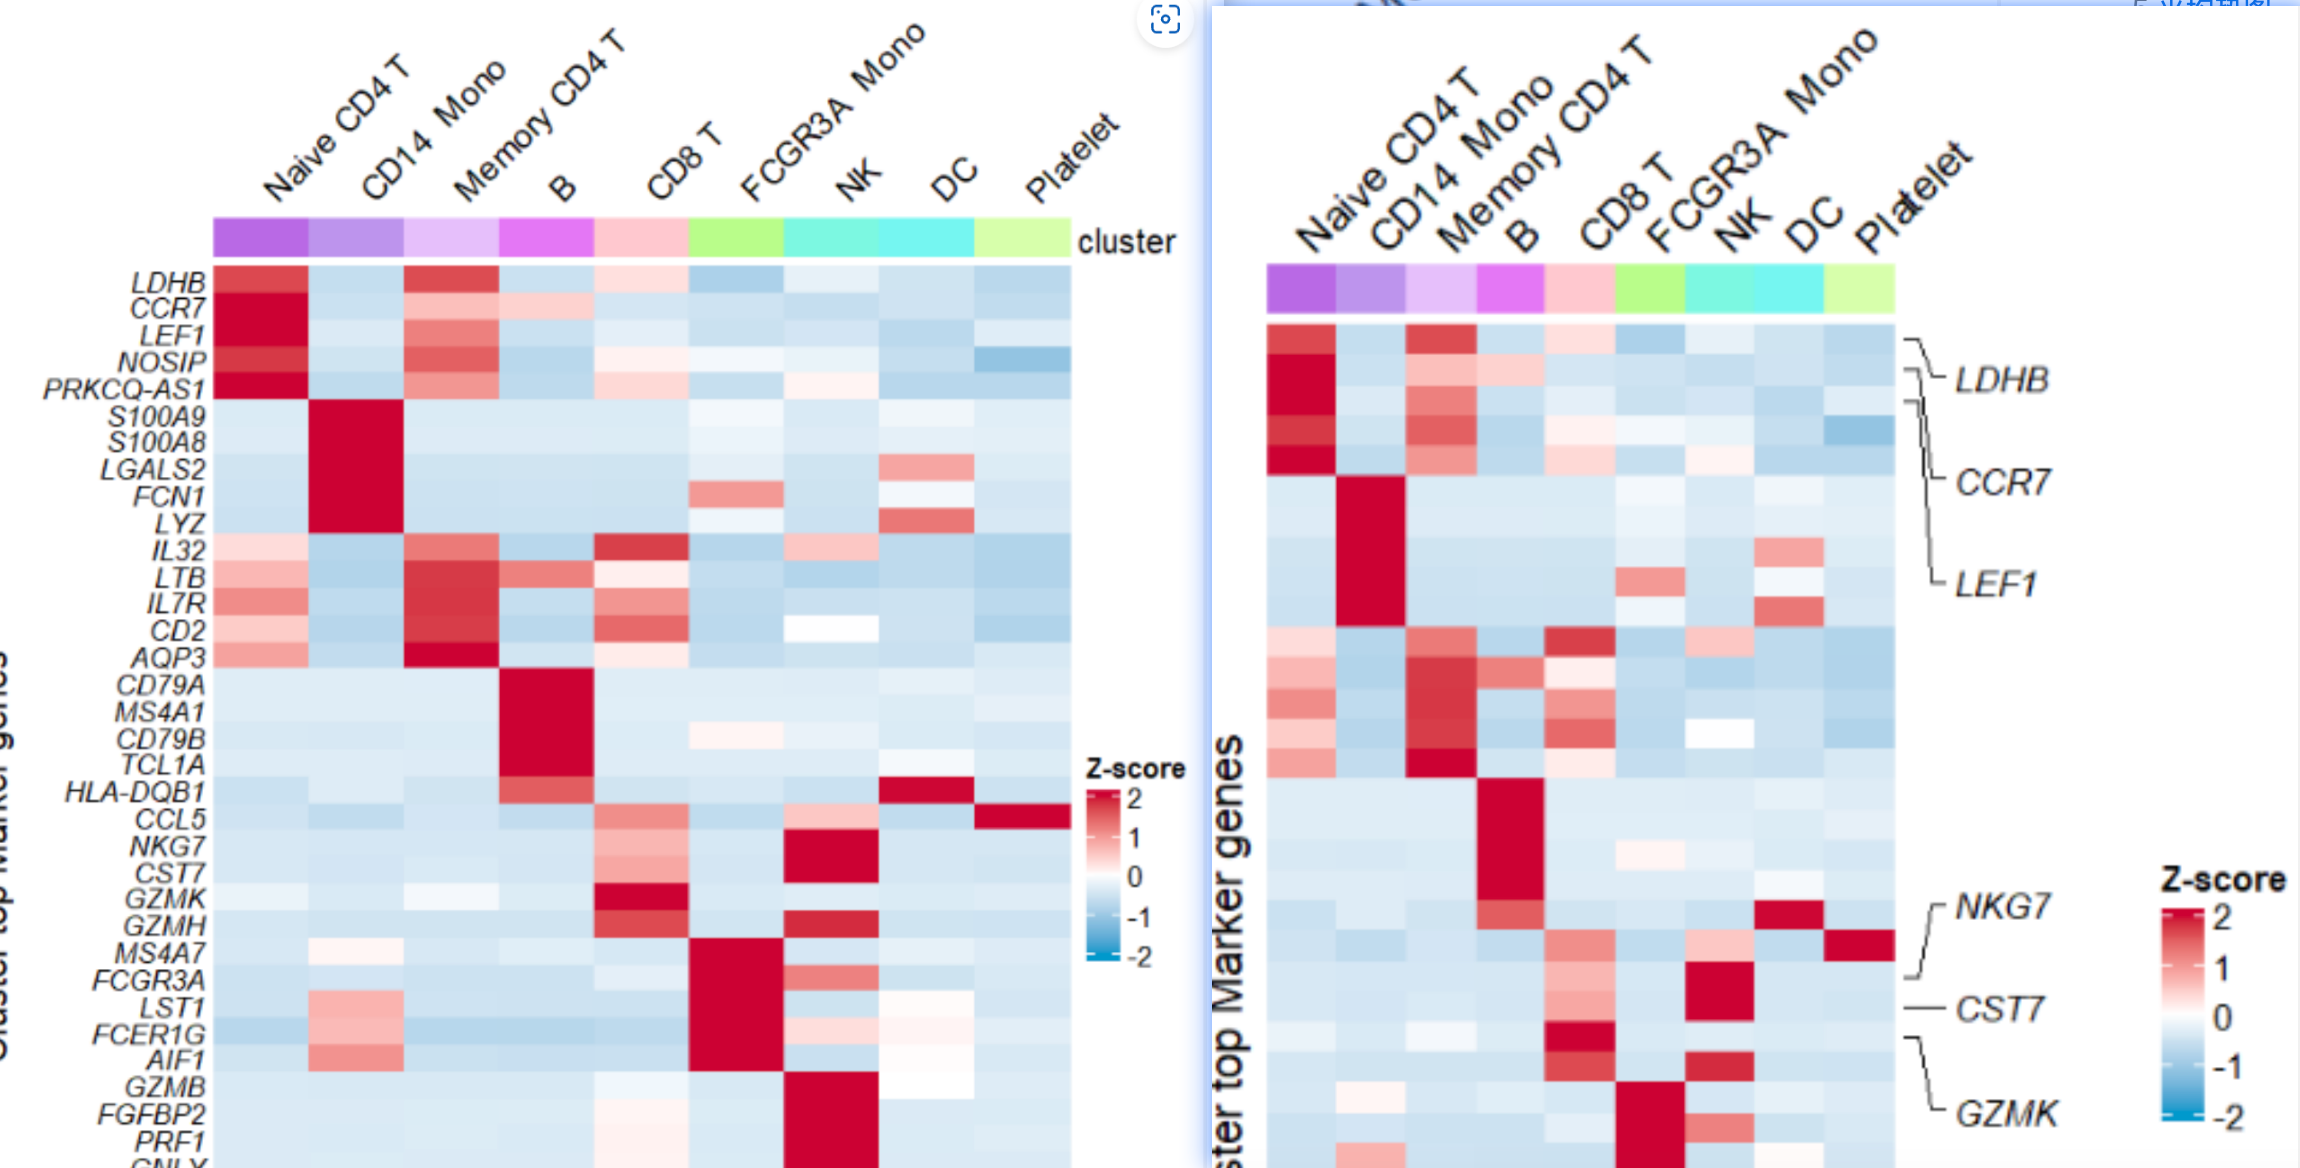 Naive CD4 T
CD14 Mono
Memory CD4 T
B
CD8 T
FCGR3A Mono
NK
DC
Platelet
cluster
LDHB
CCR7
LEF1
NOSIP
PRKCQ-AS1
S100A9
S100A8
LGALS2
FCN1
LYZ
IL32
LTB
IL7R
CD2
AQP3
CD79A
MS4A1
CD79B
TCL1A
HLA-DQB1
CCL5
NKG7
CST7
GZMK
GZMH
MS4A7
FCGR3A
LST1
FCER1G
AIF1
GZMB
FGFBP2
PRF1
Z-score
2
1
0
-1
-2
Naive CD4 T
CD14 Mono
Memory CD4 T
B
CD8 T
FCGR3A Mono
NK
DC
Platelet
ster top Marker genes
LDHB
CCR7
LEF1
NKG7
CST7
GZMK
Z-score
2
1
0
-1
-2